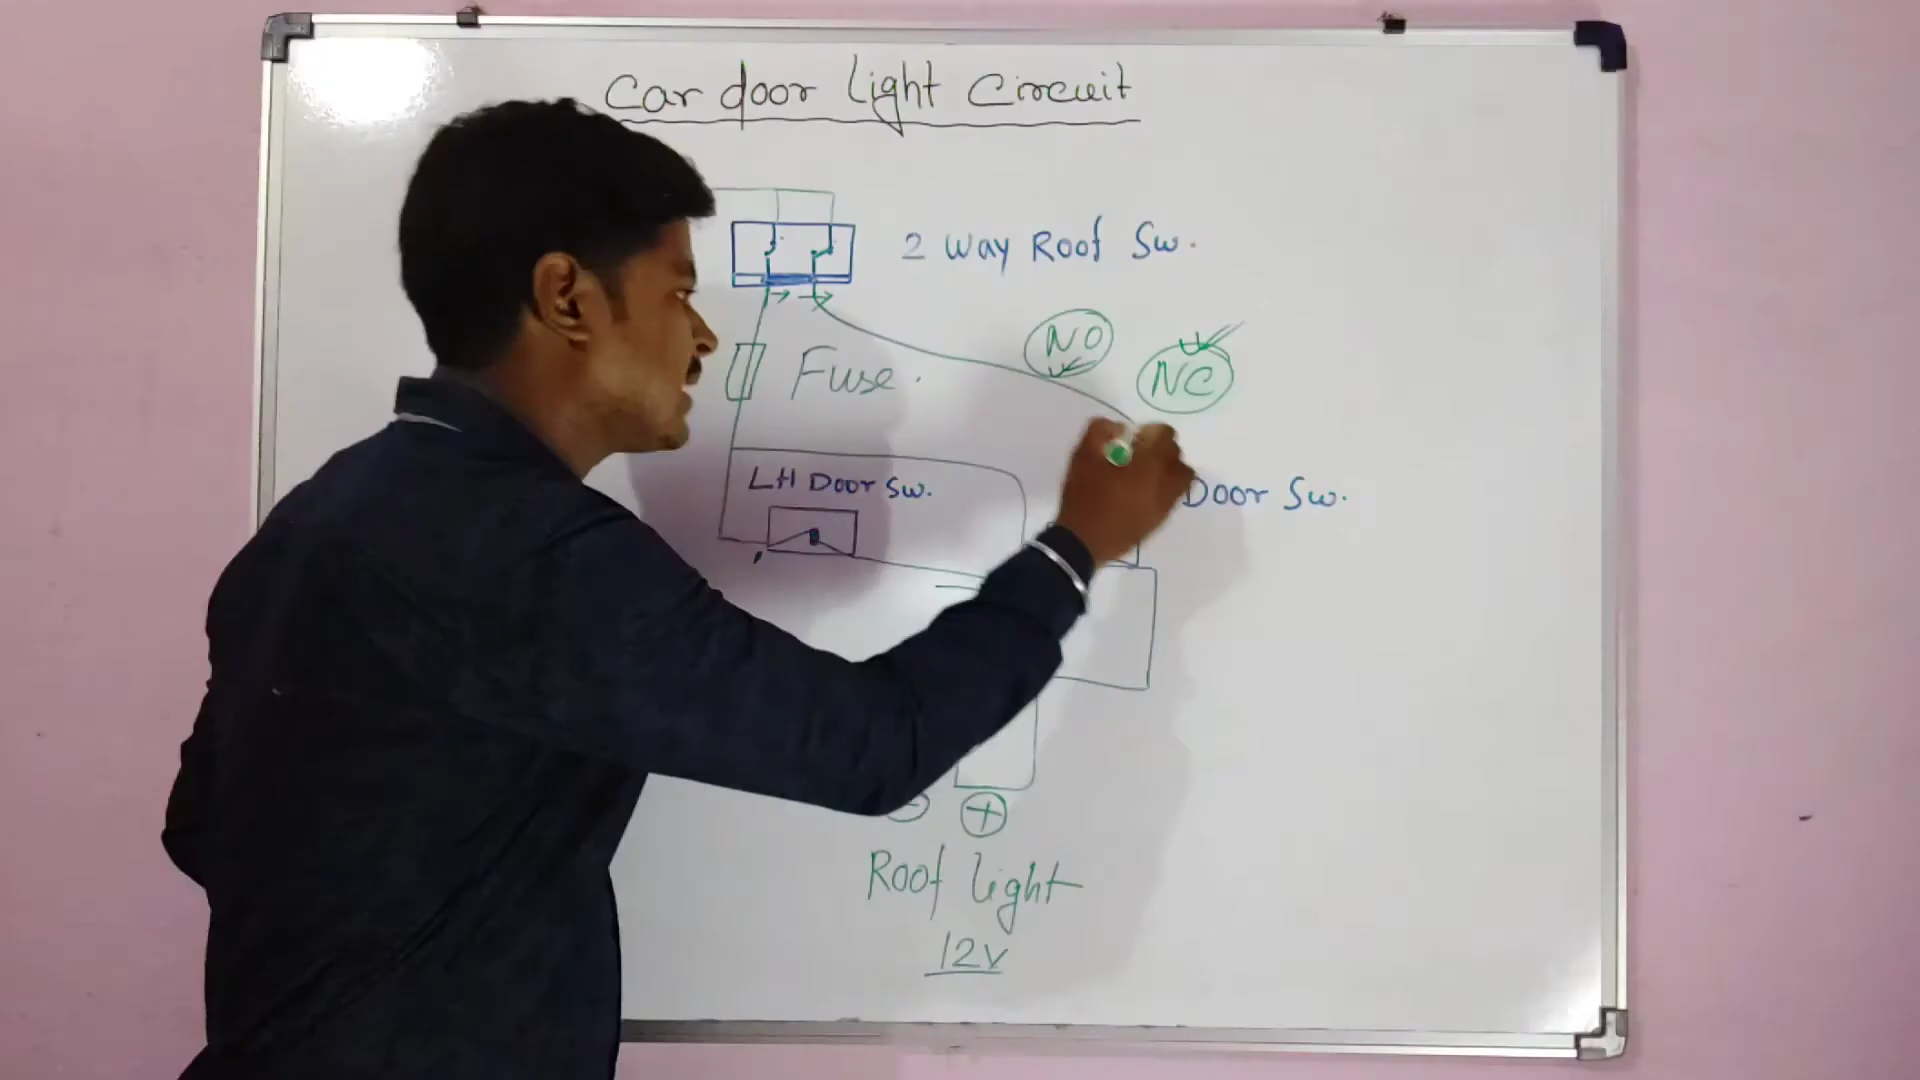 Car door light Circuit
2 Way Roof Sw.
NO
NC
Fuse.
LH Door Sw.
Door Sw.
- +
Roof light
12V